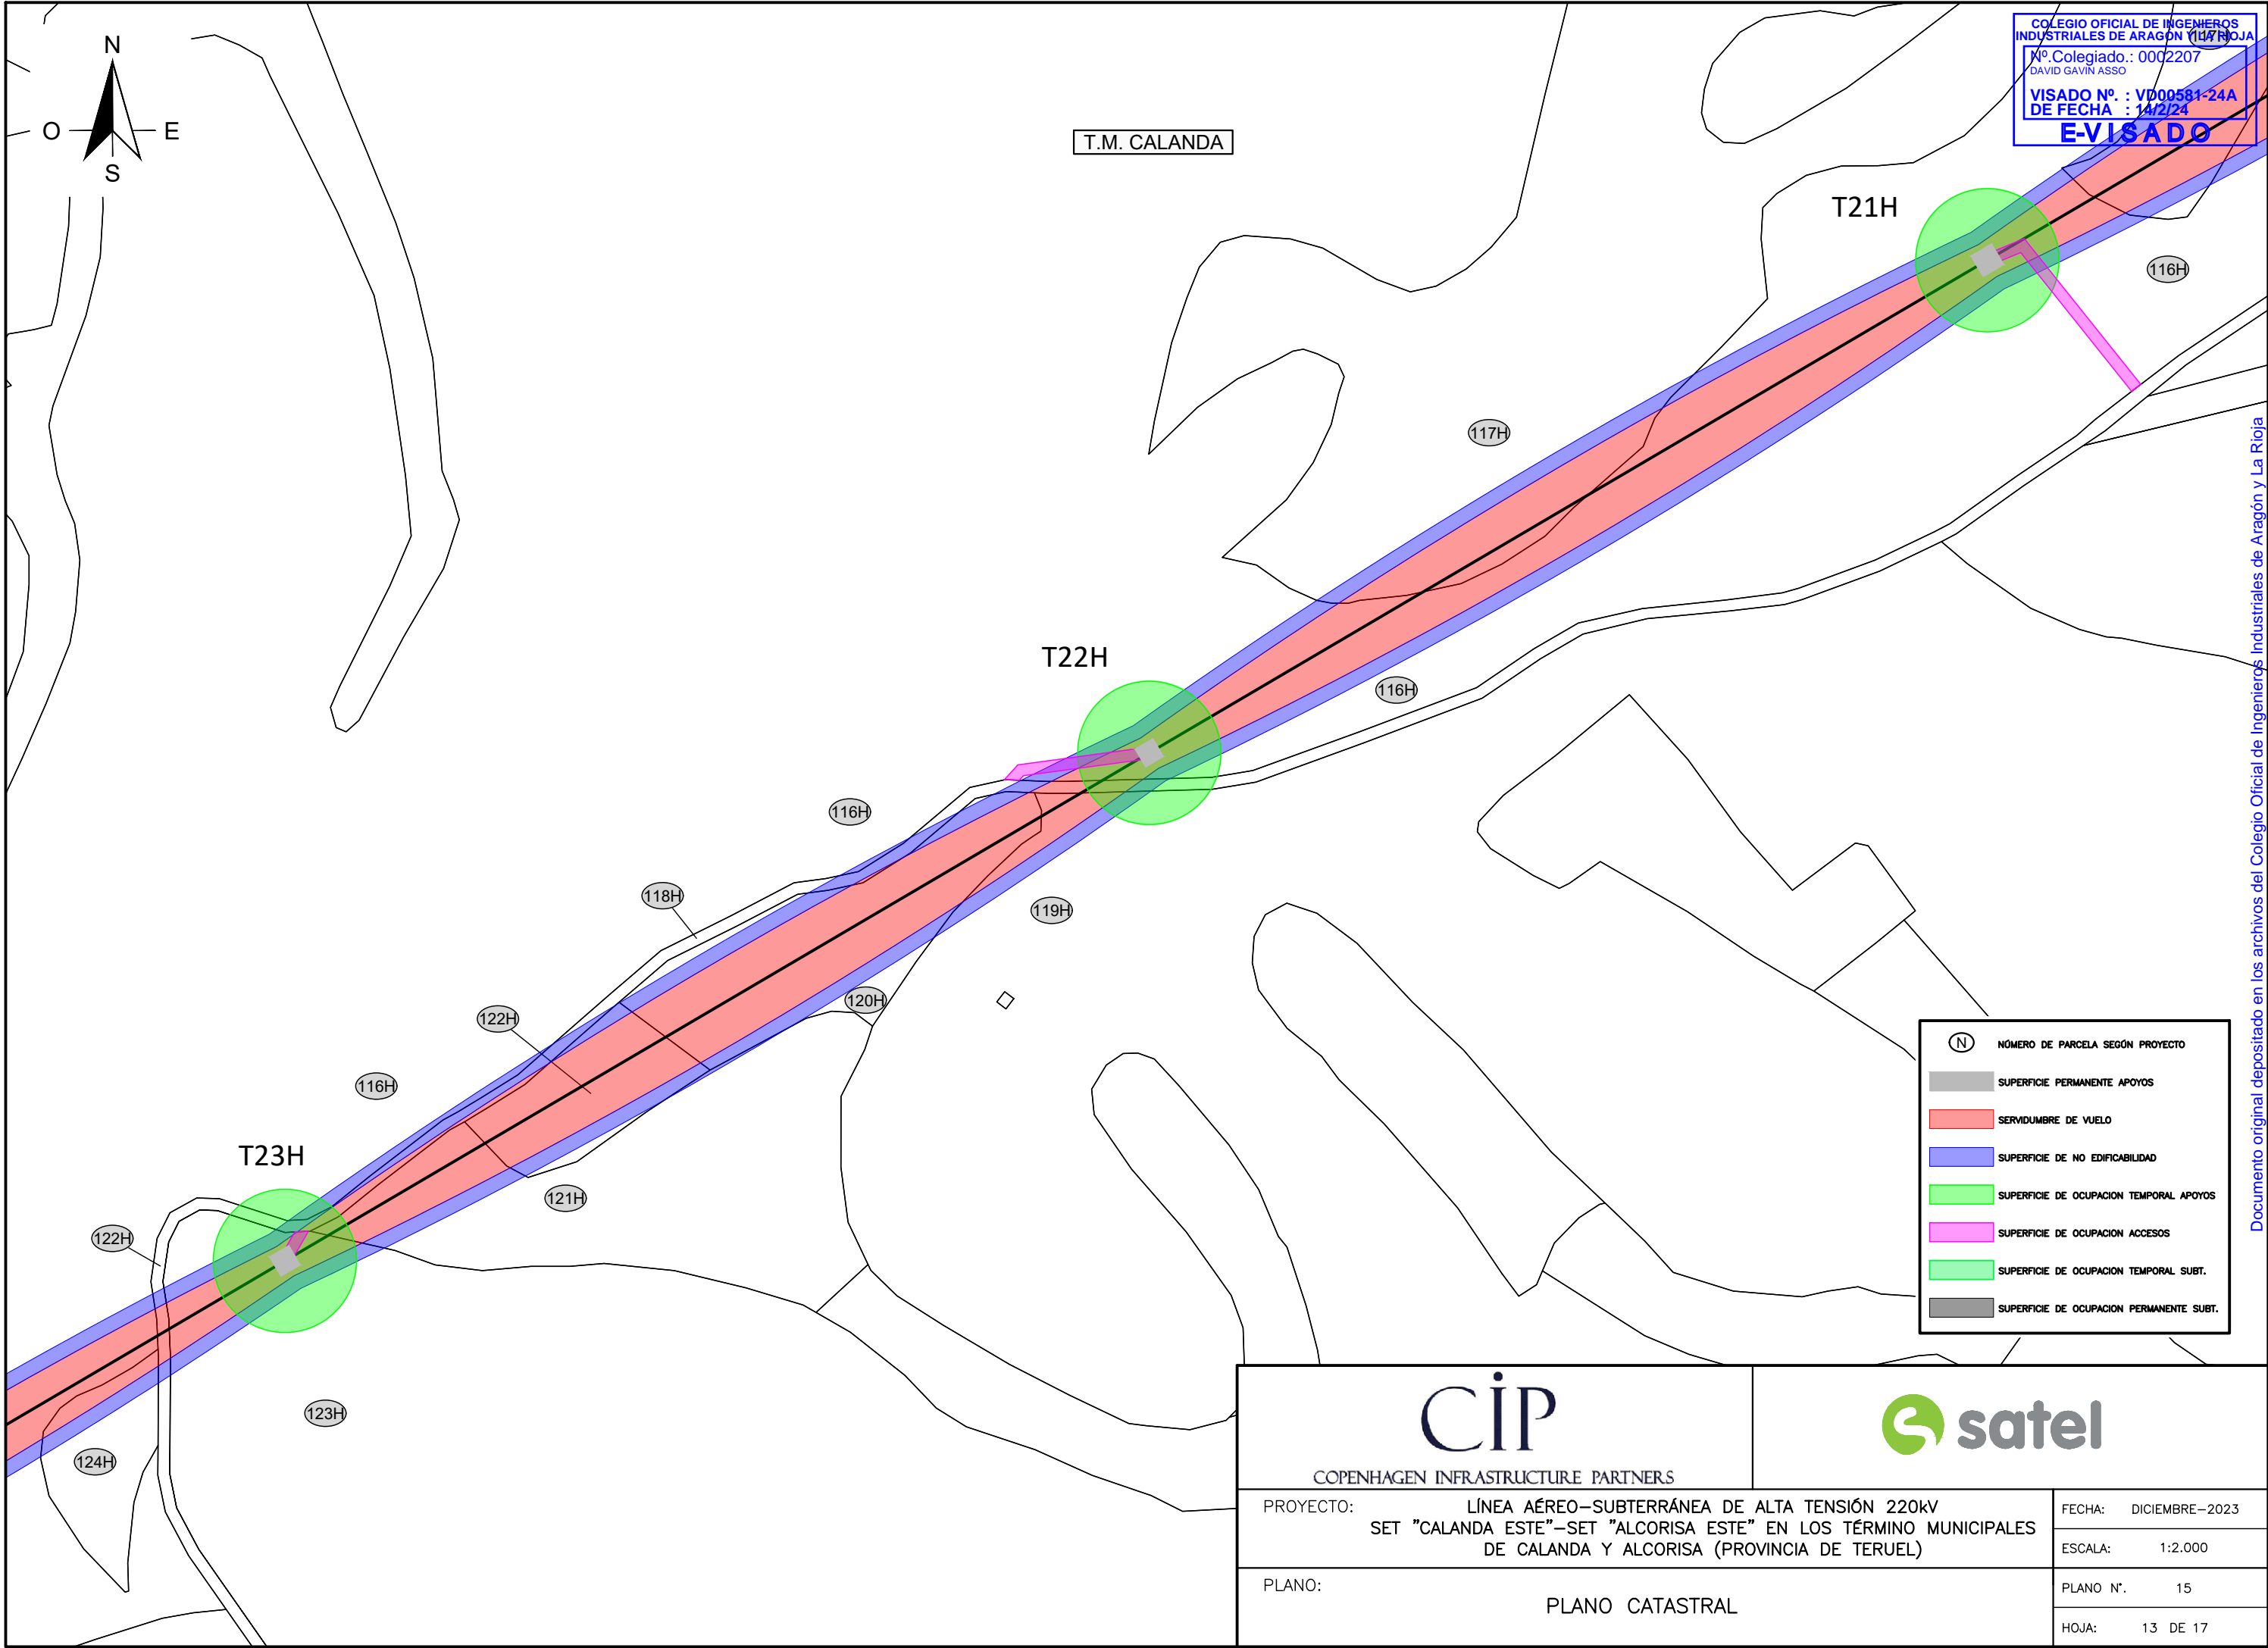 N
O
E
S
T.M. CALANDA
COLEGIO OFICIAL DE INGENIEROS
INDUSTRIALES DE ARAGÓN Y LA RIOJA
Nº.Colegiado.: 0002207
DAVID GAVIN ASSO
VISADO Nº. : VD00581-24A
DE FECHA : 14/2/24
E-VISADO
117H
T21H
116H
117H
T22H
116H
116H
118H
119H
120H
122H
116H
T23H
121H
122H
123H
124H
Documento original depositado en los archivos del Colegio Oficial de Ingenieros Industriales de Aragón y La Rioja
N NÚMERO DE PARCELA SEGÚN PROYECTO
SUPERFICIE PERMANENTE APOYOS
SERVIDUMBRE DE VUELO
SUPERFICIE DE NO EDIFICABILIDAD
SUPERFICIE DE OCUPACION TEMPORAL APOYOS
SUPERFICIE DE OCUPACION ACCESOS
SUPERFICIE DE OCUPACION TEMPORAL SUBT.
SUPERFICIE DE OCUPACION PERMANENTE SUBT.
CIP
COPENHAGEN INFRASTRUCTURE PARTNERS
satel
PROYECTO: LÍNEA AÉREO-SUBTERRÁNEA DE ALTA TENSIÓN 220kV
SET "CALANDA ESTE"-SET "ALCORISA ESTE" EN LOS TÉRMINO MUNICIPALES
DE CALANDA Y ALCORISA (PROVINCIA DE TERUEL)
FECHA: DICIEMBRE-2023
ESCALA: 1:2.000
PLANO: PLANO CATASTRAL
PLANO Nº. 15
HOJA: 13 DE 17